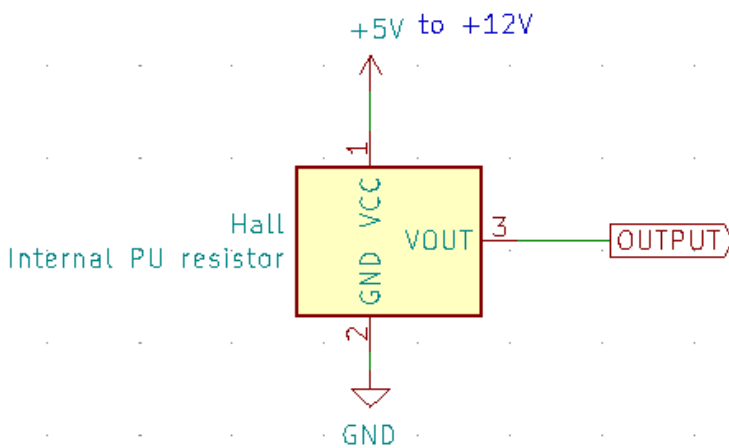 +5V to +12V
1
VCC
Hall
Internal PU resistor
VOUT
3
OUTPUT
GND
2
GND